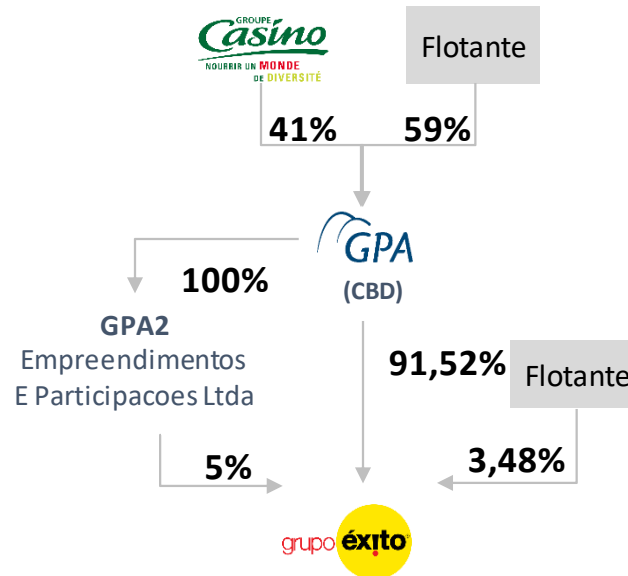 GROUPE
Casino
NOURRIR UN MONDE
DE DIVERSITÉ
Flotante
41%
59%
GPA
(CBD)
100%
GPA2
Empreendimentos
E Participacoes Ltda
91,52%
Flotante
5%
3,48%
grupo éxito